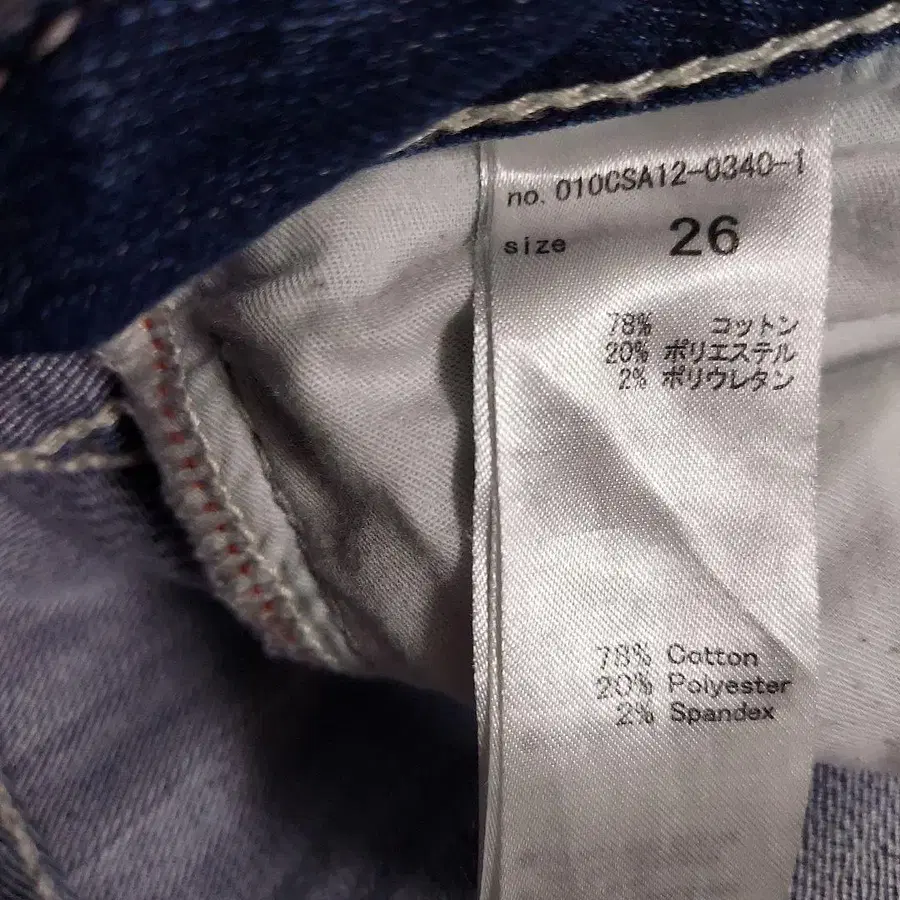 no. 010CSA12-0340-1
size 26
78% コットン
20% ポリエステル
2% ポリウレタン
78% Cotton
20% Polyester
2% Spandex